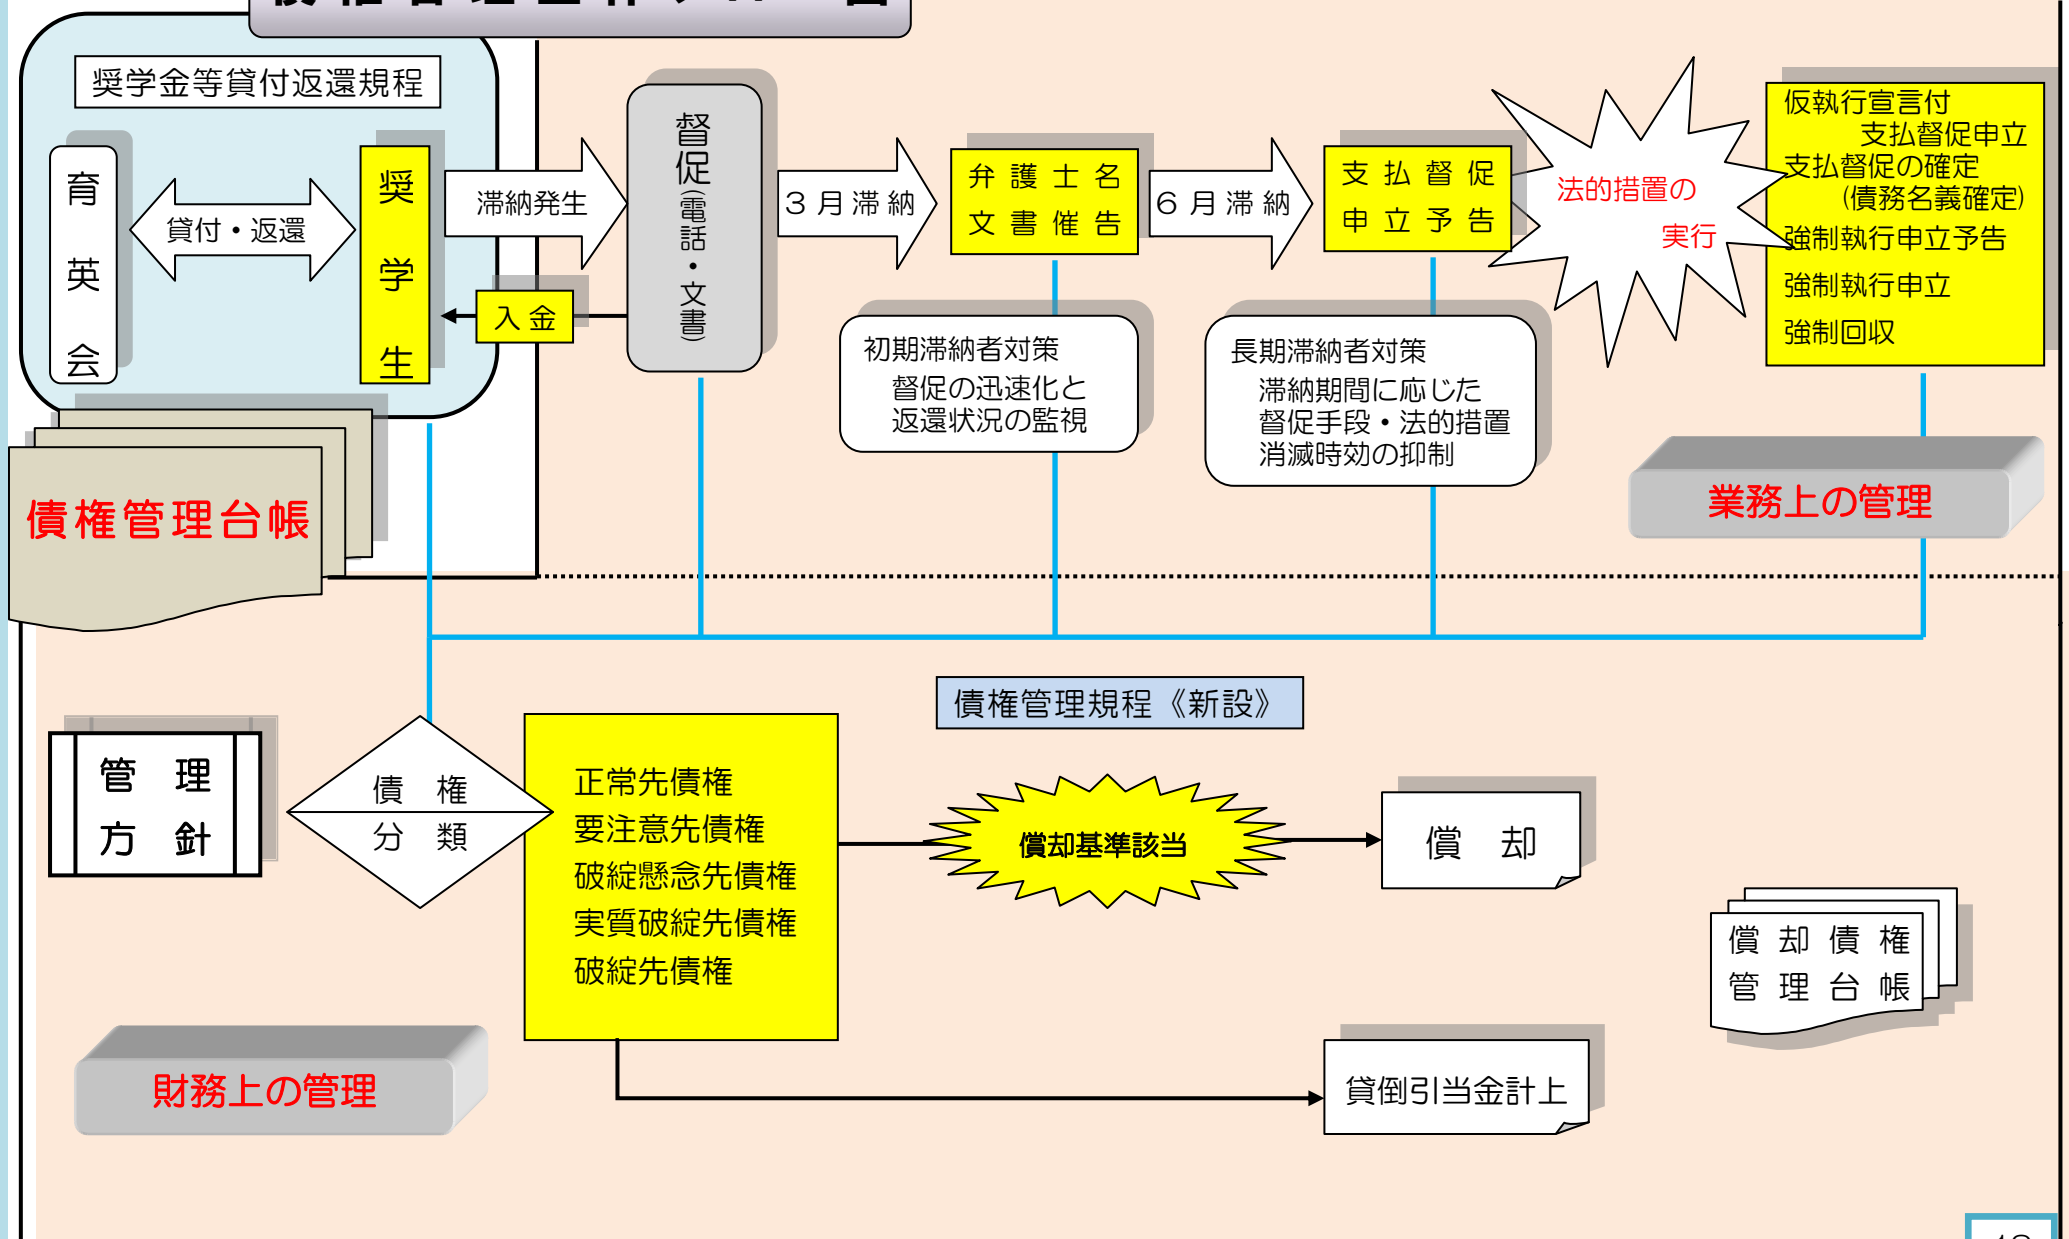 奨学金等貸付返還規程
育英会
貸付・返還
奨学生
滞納発生
入金
督促(電話・文書)
3月滞納
弁護士名
文書催告
6月滞納
支払督促
申立予告
法的措置の
実行
仮執行宣言付
支払督促申立
支払督促の確定
(債務名義確定)
強制執行申立予告
強制執行申立
強制回収
初期滞納者対策
督促の迅速化と
返還状況の監視
長期滞納者対策
滞納期間に応じた
督促手段・法的措置
消滅時効の抑制
債権管理台帳
業務上の管理
債権管理規程《新設》
管理
方針
債権
分類
正常先債権
要注意先債権
破綻懸念先債権
実質破綻先債権
破綻先債権
償却基準該当
償却
償却債権
管理台帳
財務上の管理
貸倒引当金計上